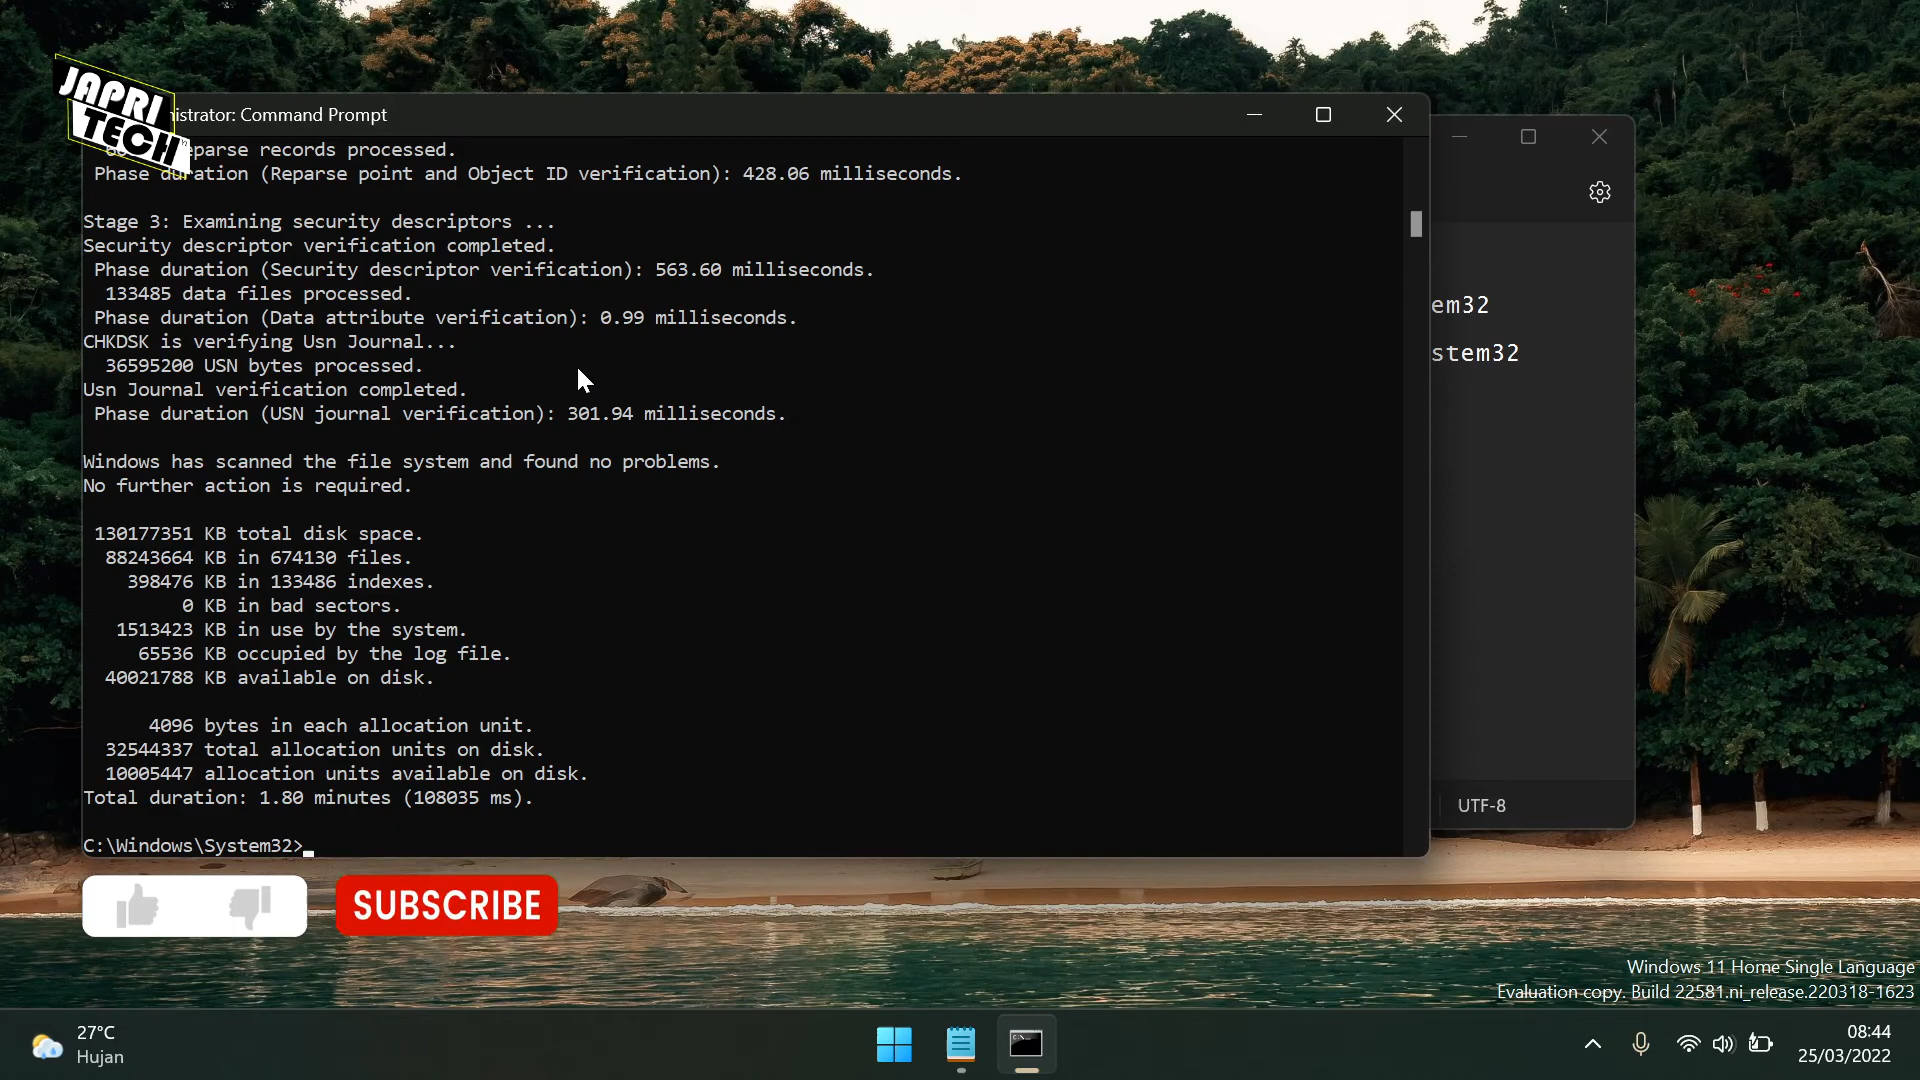 JAPRI
TECH
nistrator: Command Prompt
eparse records processed.
Phase duration (Reparse point and Object ID verification): 428.06 milliseconds.
Stage 3: Examining security descriptors ...
Security descriptor verification completed.
Phase duration (Security descriptor verification): 563.60 milliseconds.
133485 data files processed.
Phase duration (Data attribute verification): 0.99 milliseconds.
CHKDSK is verifying Usn Journal...
36595200 USN bytes processed.
Usn Journal verification completed.
Phase duration (USN journal verification): 301.94 milliseconds.
Windows has scanned the file system and found no problems.
No further action is required.
130177351 KB total disk space.
88243664 KB in 674130 files.
398476 KB in 133486 indexes.
0 KB in bad sectors.
1513423 KB in use by the system.
65536 KB occupied by the log file.
40021788 KB available on disk.
4096 bytes in each allocation unit.
32544337 total allocation units on disk.
10005447 allocation units available on disk.
Total duration: 1.80 minutes (108035 ms).
C:\Windows\System32>
em32
stem32
UTF-8
SUBSCRIBE
Windows 11 Home Single Language
Evaluation copy. Build 22581.ni_release.220318-1623
27°C
Hujan
08:44
25/03/2022